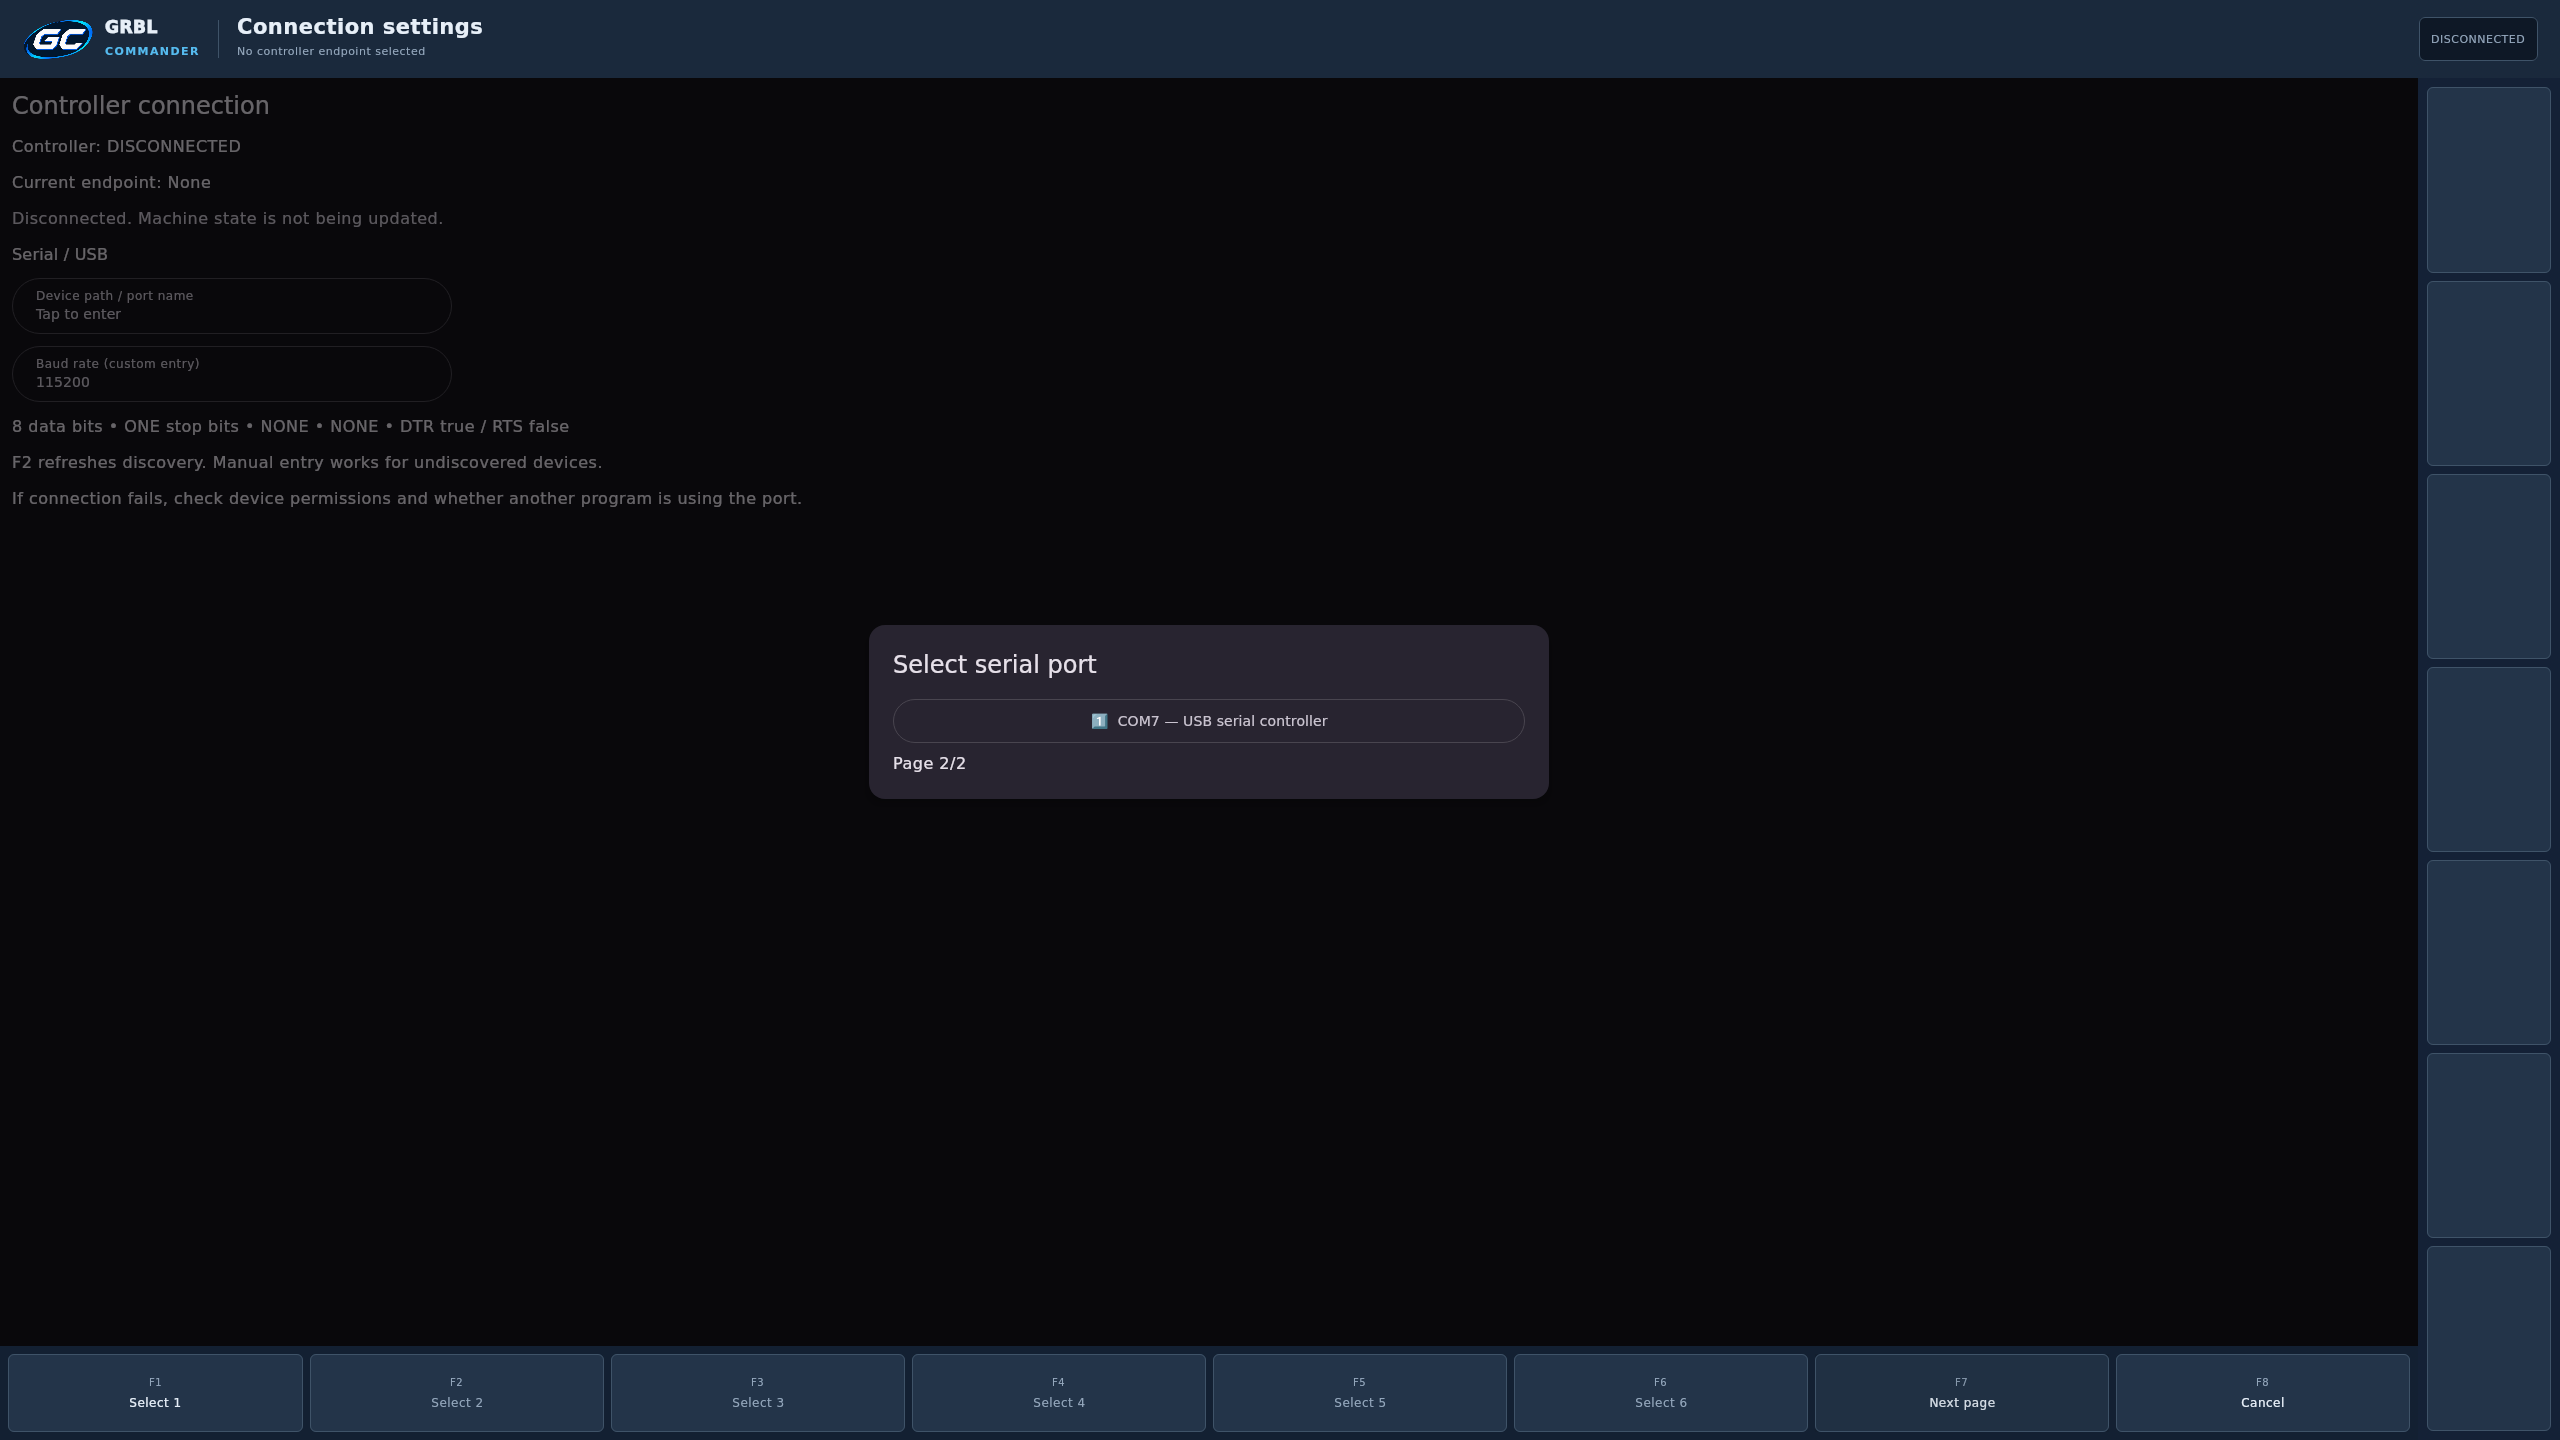 GC
GRBL
COMMANDER
Connection settings
No controller endpoint selected
DISCONNECTED
Controller connection
Controller: DISCONNECTED
Current endpoint: None
Disconnected. Machine state is not being updated.
Serial / USB
Device path / port name
Tap to enter
Baud rate (custom entry)
115200
8 data bits • ONE stop bits • NONE • NONE • DTR true / RTS false
F2 refreshes discovery. Manual entry works for undiscovered devices.
If connection fails, check device permissions and whether another program is using the port.
Select serial port
1️⃣ COM7 — USB serial controller
Page 2/2
F1
Select 1
F2
Select 2
F3
Select 3
F4
Select 4
F5
Select 5
F6
Select 6
F7
Next page
F8
Cancel